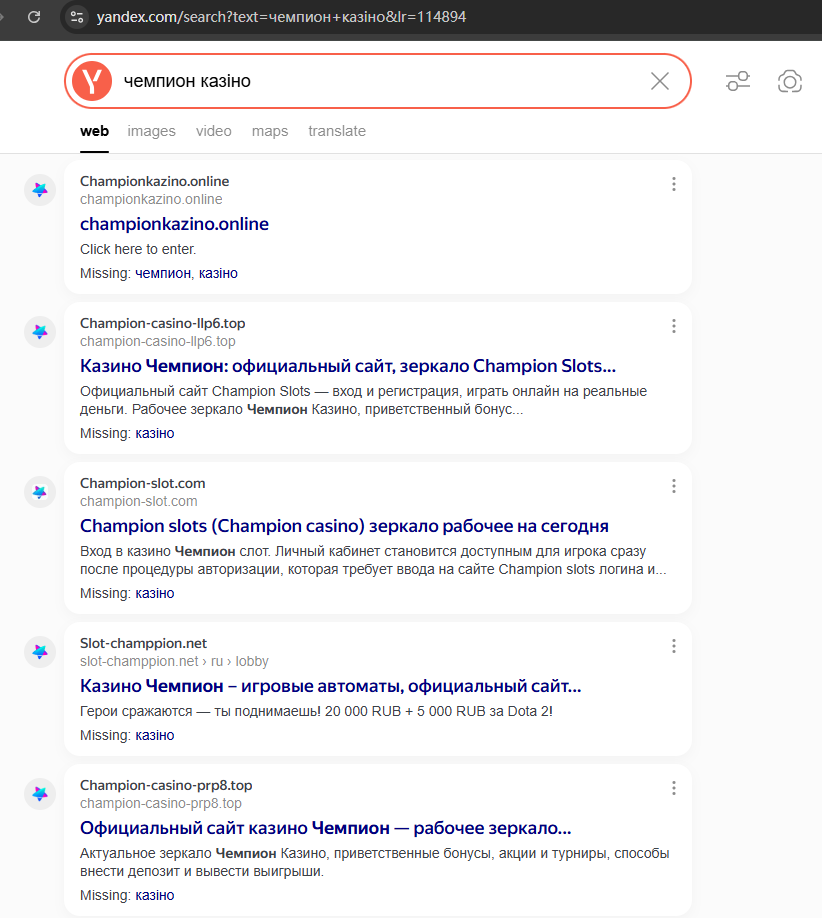 yandex.com/search?text=чемпион+казіно&lr=114894
чемпион казіно
web images video maps translate
Championkazino.online
championkazino.online
championkazino.online
Click here to enter.
Missing: чемпион, казіно
Champion-casino-llp6.top
champion-casino-llp6.top
Казино Чемпион: официальный сайт, зеркало Champion Slots...
Официальный сайт Champion Slots — вход и регистрация, играть онлайн на реальные
деньги. Рабочее зеркало Чемпион Казино, приветственный бонус...
Missing: казіно
Champion-slot.com
champion-slot.com
Champion slots (Champion casino) зеркало рабочее на сегодня
Вход в казино Чемпион слот. Личный кабинет становится доступным для игрока сразу
после процедуры авторизации, которая требует ввода на сайте Champion slots логина и...
Missing: казіно
Slot-champpion.net
slot-champpion.net › ru › lobby
Казино Чемпион – игровые автоматы, официальный сайт...
Герои сражаются — ты поднимаешь! 20 000 RUB + 5 000 RUB за Dota 2!
Missing: казіно
Champion-casino-prp8.top
champion-casino-prp8.top
Официальный сайт казино Чемпион — рабочее зеркало...
Актуальное зеркало Чемпион Казино, приветственные бонусы, акции и турниры, способы
внести депозит и вывести выигрыши.
Missing: казіно